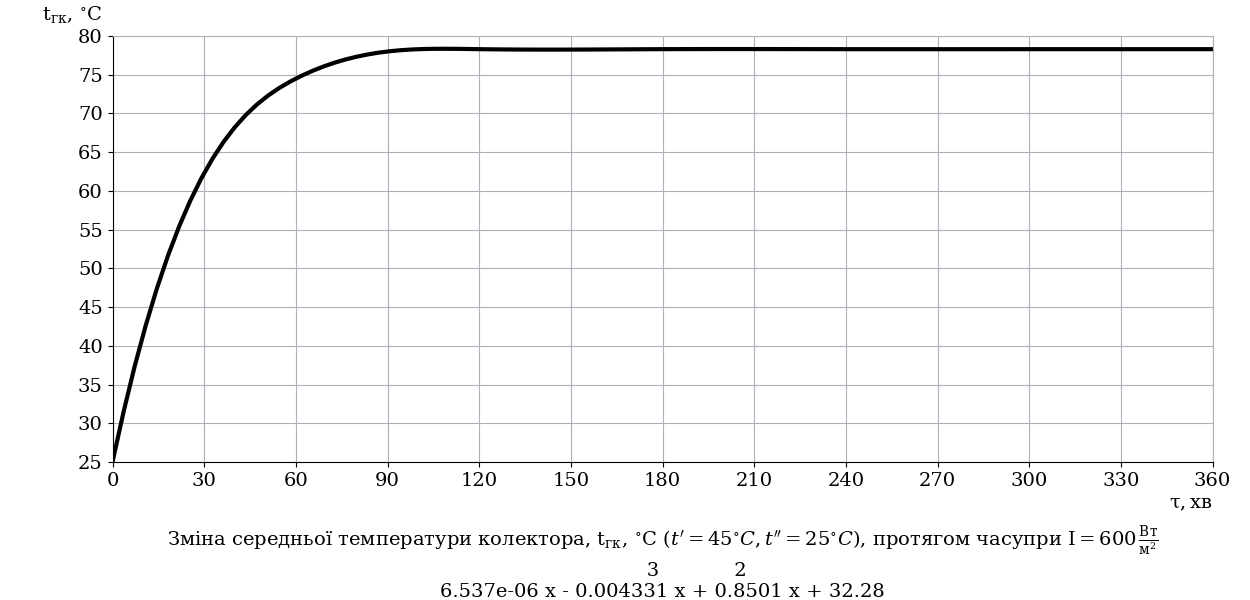 tгк, °C
80
75
70
65
60
55
50
45
40
35
30
25
0 30 60 90 120 150 180 210 240 270 300 330 360
τ, хв
Зміна середньої температури колектора, tгк, °C (t′ = 45°C, t″ = 25°C), протягом часупри I = 600 Вт/м²
3 2
6.537e-06 x - 0.004331 x + 0.8501 x + 32.28